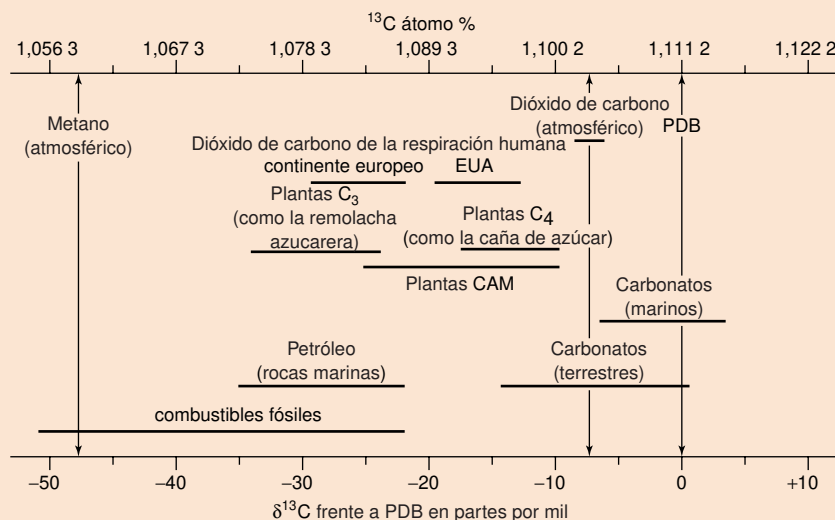 ¹³C átomo %
1,056 3 1,067 3 1,078 3 1,089 3 1,100 2 1,111 2 1,122 2
Metano
(atmosférico)
Dióxido de carbono
(atmosférico)
PDB
Dióxido de carbono de la respiración humana
continente europeo EUA
Plantas C₃
(como la remolacha
azucarera)
Plantas C₄
(como la caña de azúcar)
Plantas CAM
Carbonatos
(marinos)
Petróleo
(rocas marinas)
Carbonatos
(terrestres)
combustibles fósiles
–50 –40 –30 –20 –10 0 +10
δ¹³C frente a PDB en partes por mil